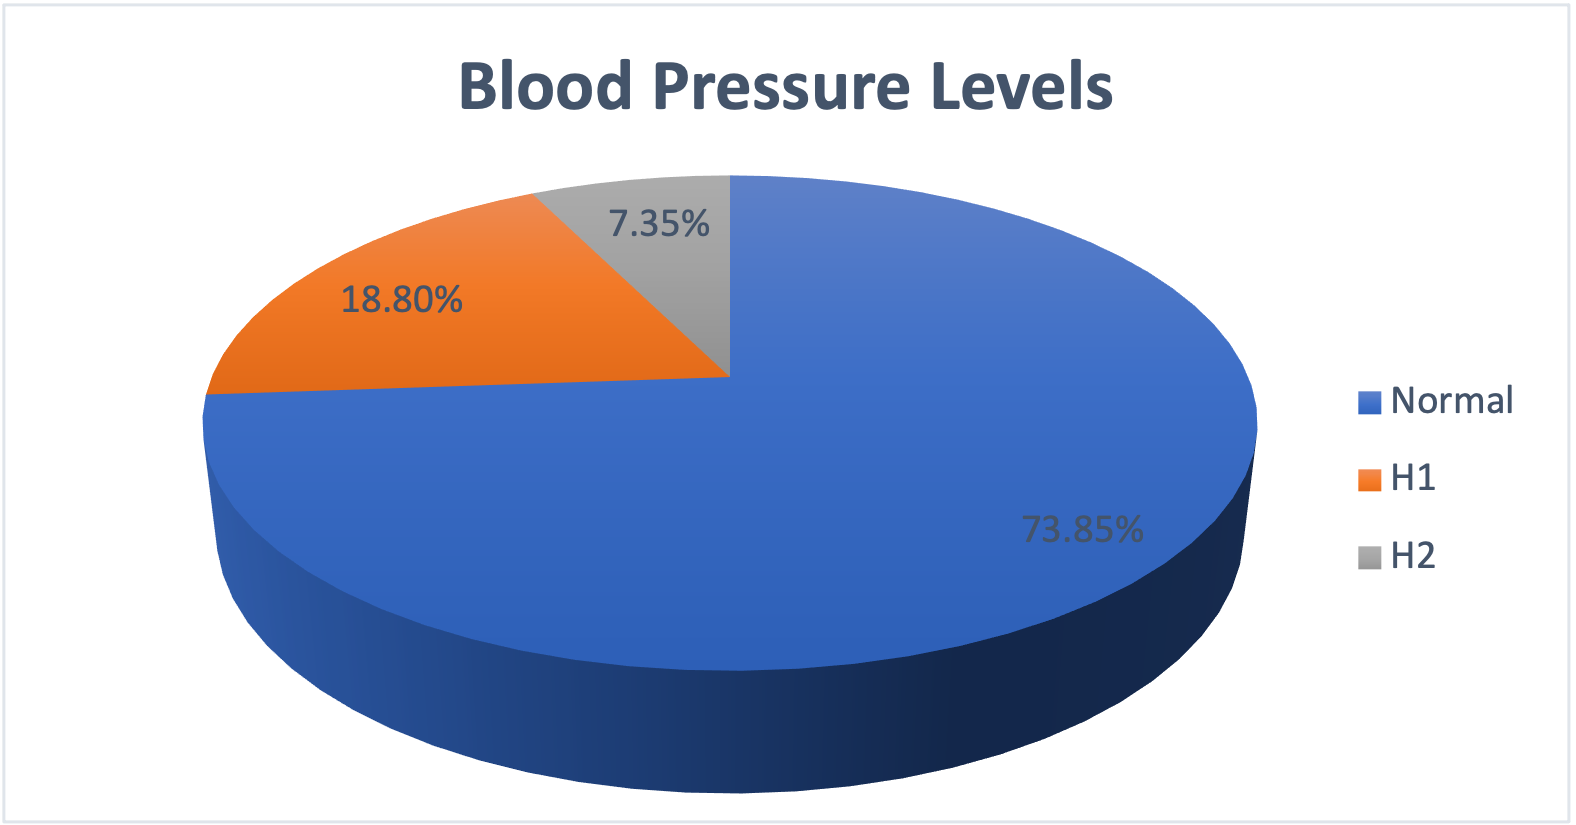 Blood Pressure Levels
7.35%
18.80%
73.85%
Normal
H1
H2